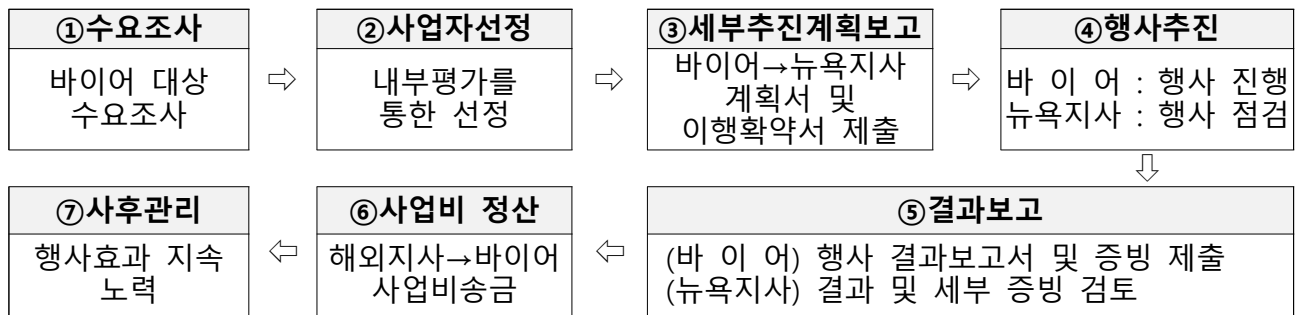 ①수요조사
바이어 대상
수요조사
⇨
②사업자선정
내부평가를
통한 선정
⇨
③세부추진계획보고
바이어→뉴욕지사
계획서 및
이행확약서 제출
⇨
④행사추진
바 이 어 : 행사 진행
뉴욕지사 : 행사 점검
⇩
⑤결과보고
(바 이 어) 행사 결과보고서 및 증빙 제출
(뉴욕지사) 결과 및 세부 증빙 검토
⇦
⑥사업비 정산
해외지사→바이어
사업비송금
⇦
⑦사후관리
행사효과 지속
노력